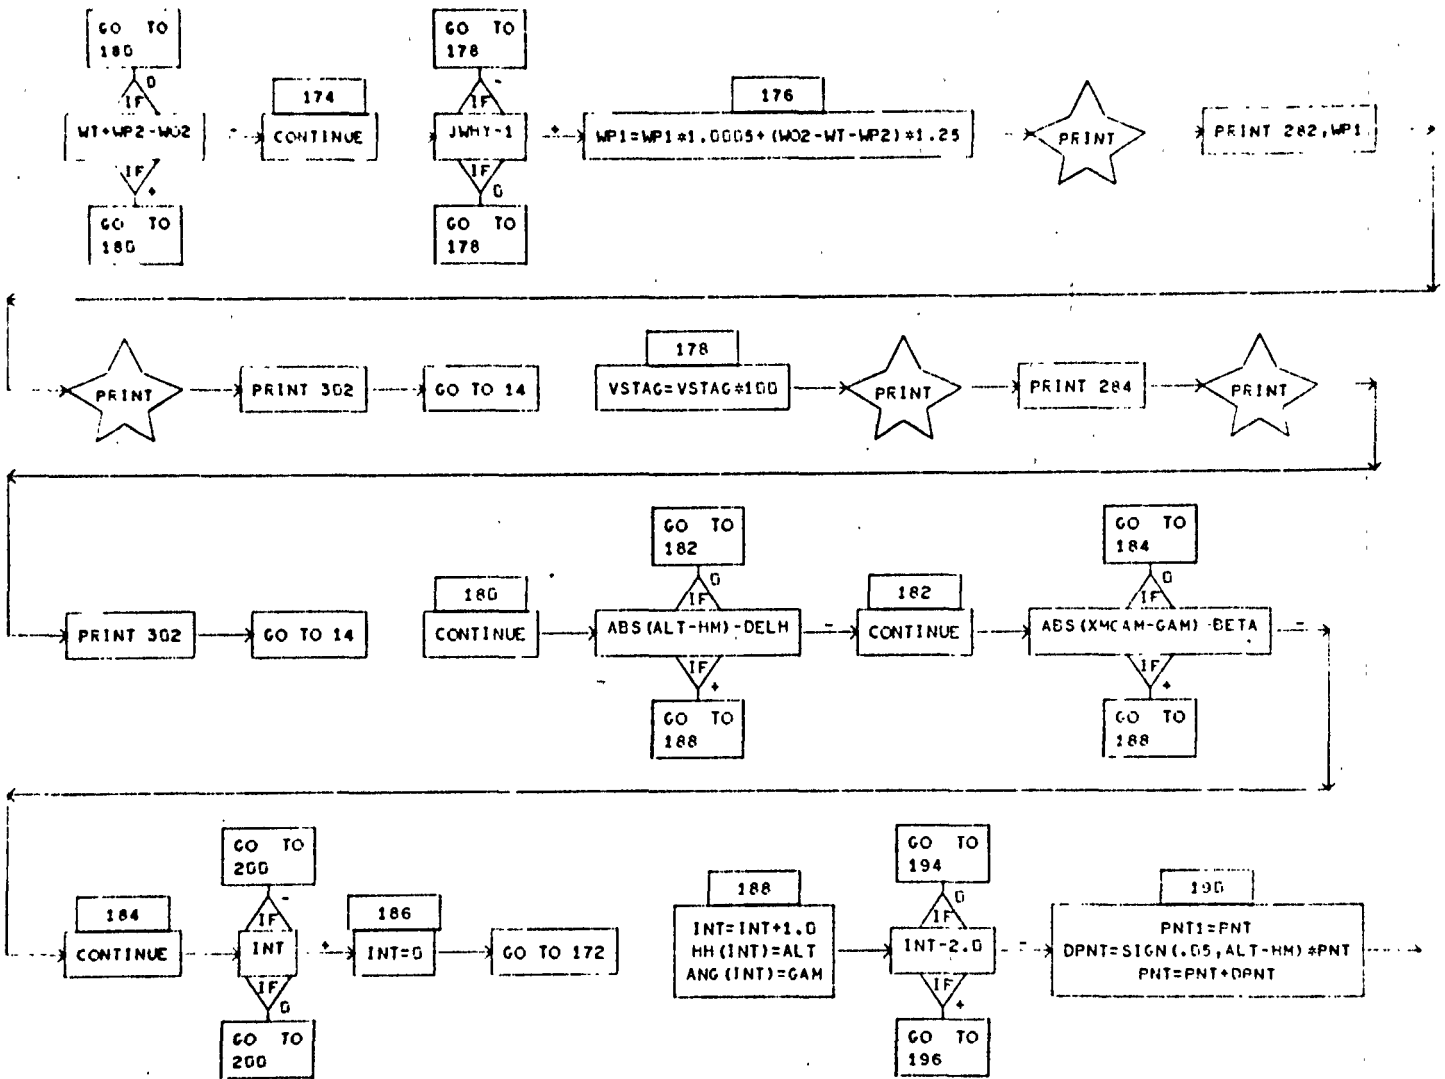 GO TO
180
0
IF
WT+WP2-WO2
-
IF
+
GO TO
180
174
CONTINUE
GO TO
178
-
IF
JWHY-1
+
IF
0
GO TO
178
176
WP1=WP1*1.0005+(WO2-WT-WP2)*1.25
PRINT
PRINT 282,WP1
PRINT
PRINT 302
GO TO 14
178
VSTAG=VSTAG*100
PRINT
PRINT 284
PRINT
PRINT 302
GO TO 14
180
CONTINUE
GO TO
182
0
IF
ABS(ALT-HM)-DELH
-
IF
+
GO TO
188
182
CONTINUE
GO TO
184
0
IF
ABS(XMGAM-GAM)-BETA
-
IF
+
GO TO
188
184
CONTINUE
GO TO
200
-
IF
INT
+
IF
0
GO TO
200
186
INT=0
GO TO 172
188
INT=INT+1.0
HH(INT)=ALT
ANG(INT)=GAM
GO TO
194
0
IF
INT-2.0
-
IF
+
GO TO
196
190
PNT1=PNT
DPNT=SIGN(.05,ALT-HM)*PNT
PNT=PNT+DPNT